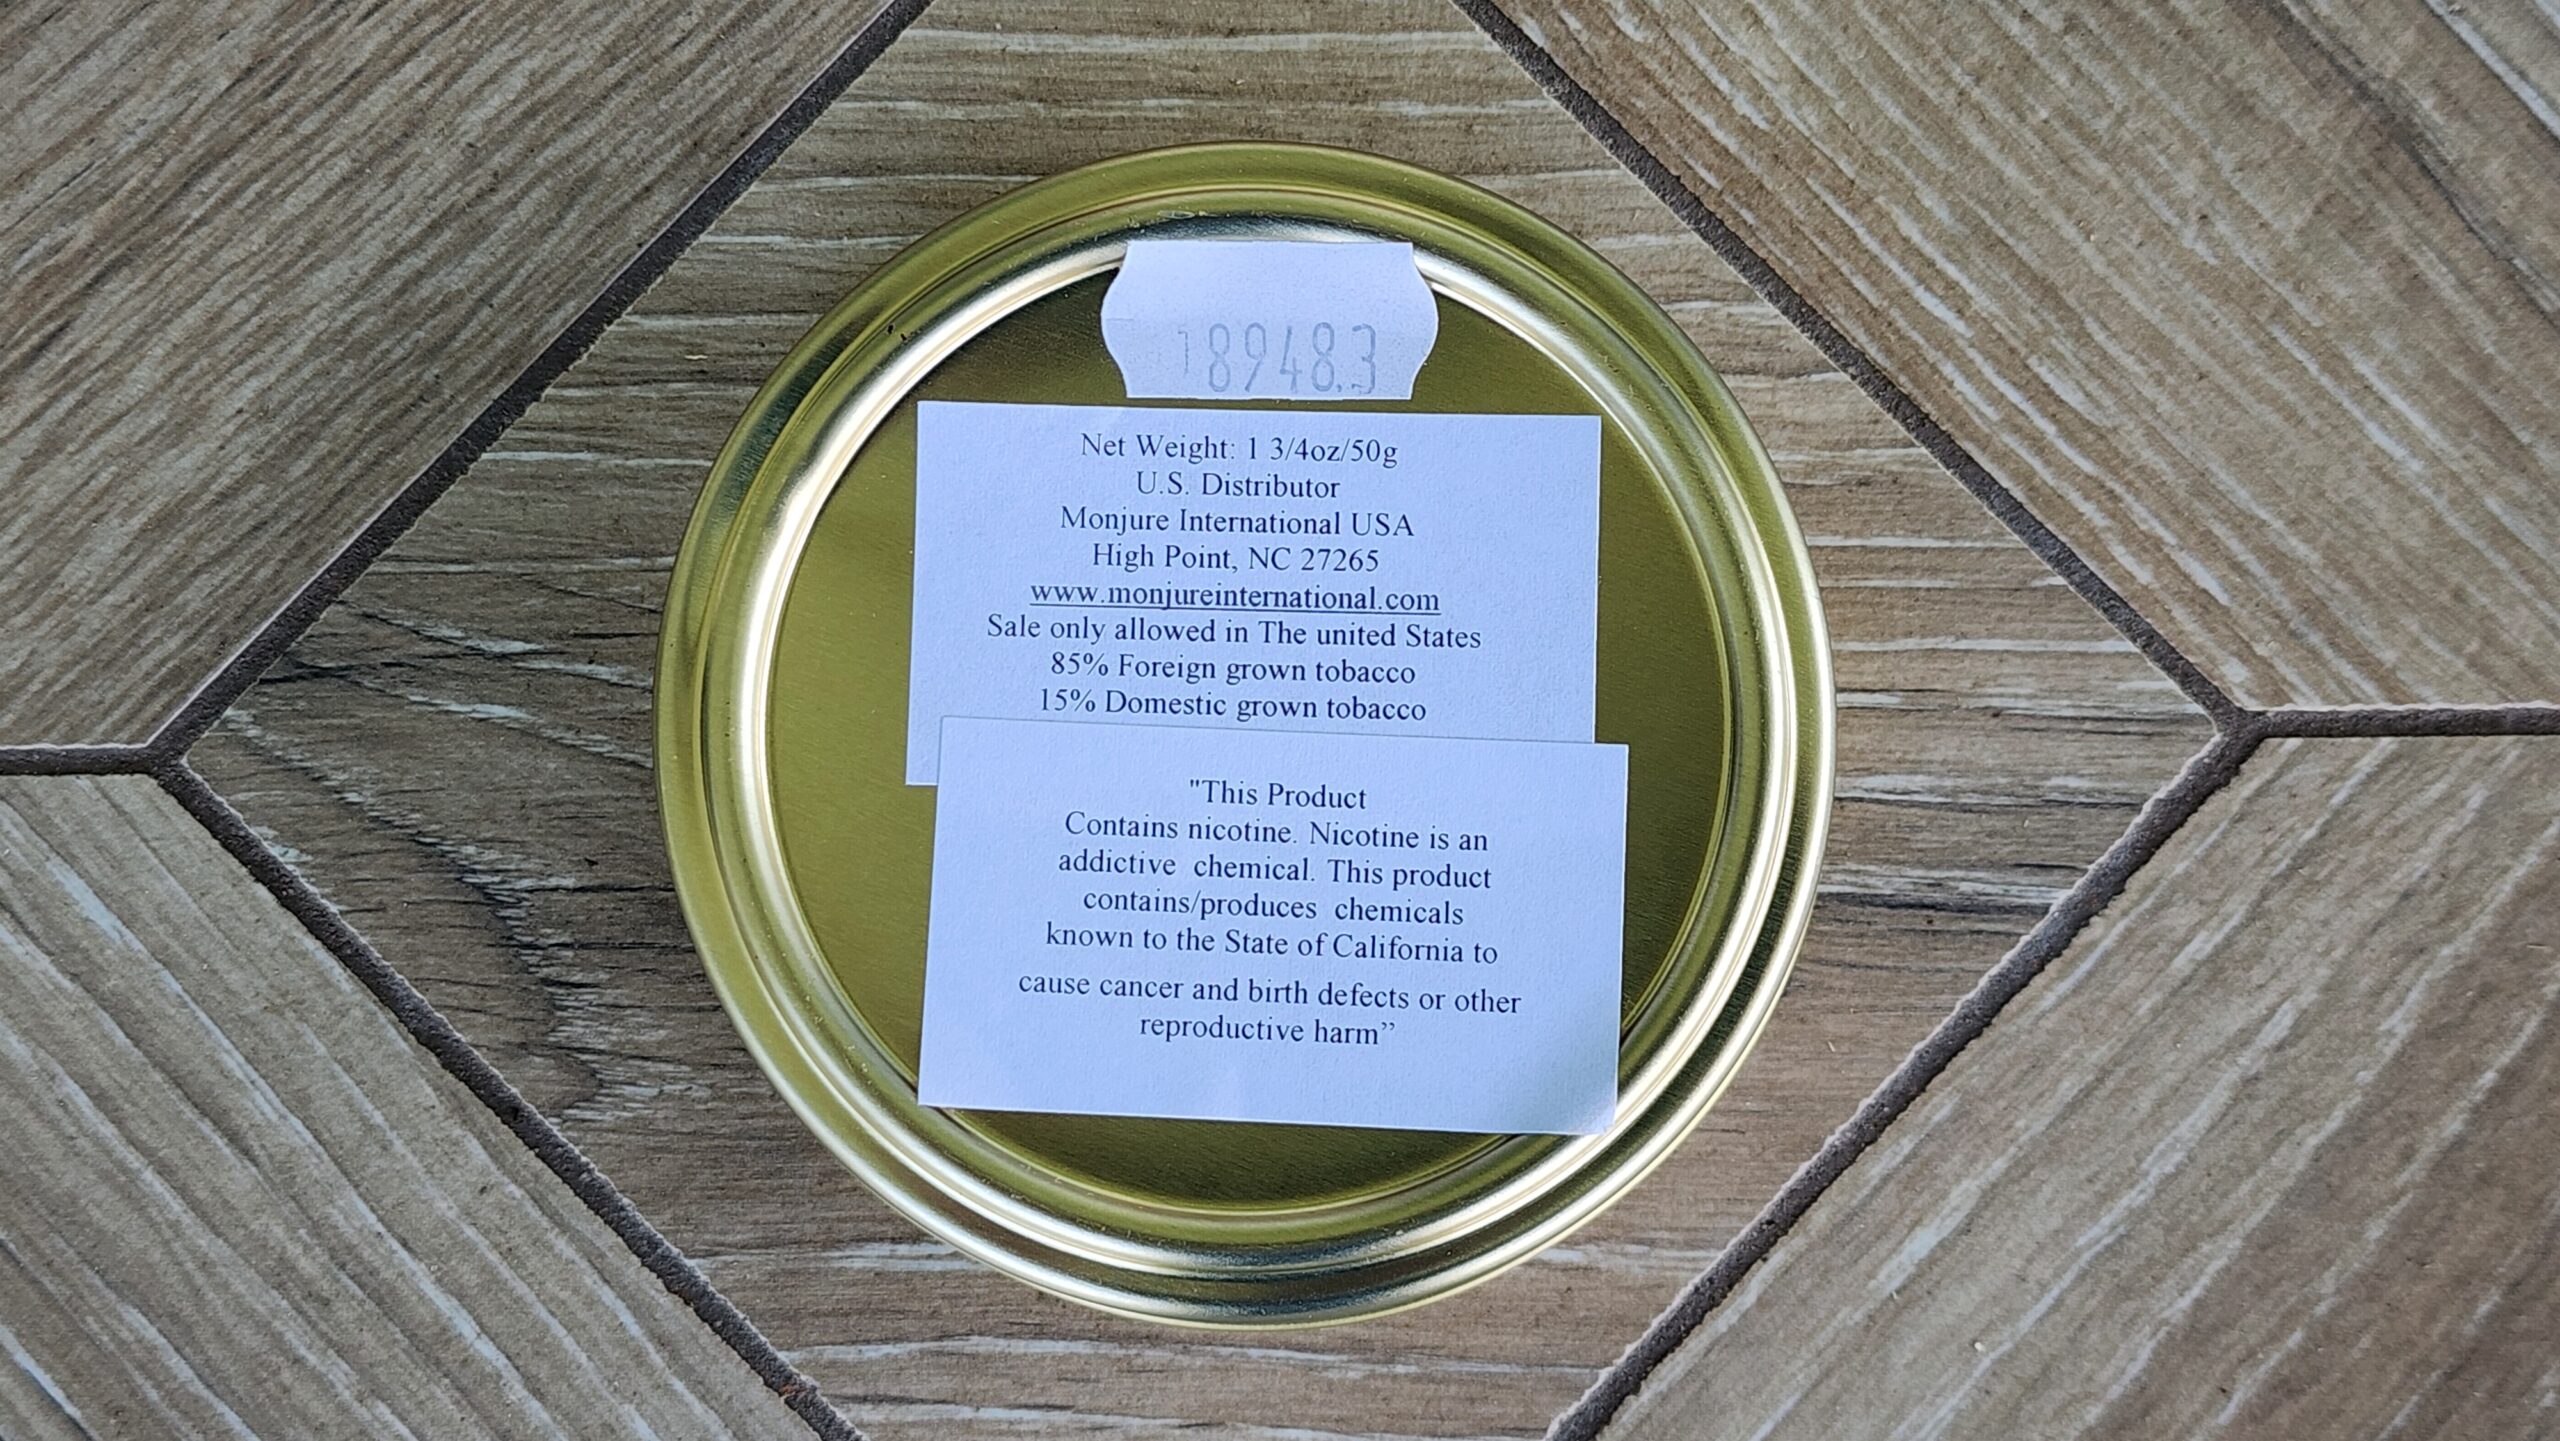 18948.3
Net Weight: 1 3/4oz/50g
U.S. Distributor
Monjure International USA
High Point, NC 27265
www.monjureinternational.com
Sale only allowed in The united States
85% Foreign grown tobacco
15% Domestic grown tobacco
"This Product
Contains nicotine. Nicotine is an
addictive chemical. This product
contains/produces chemicals
known to the State of California to
cause cancer and birth defects or other
reproductive harm”